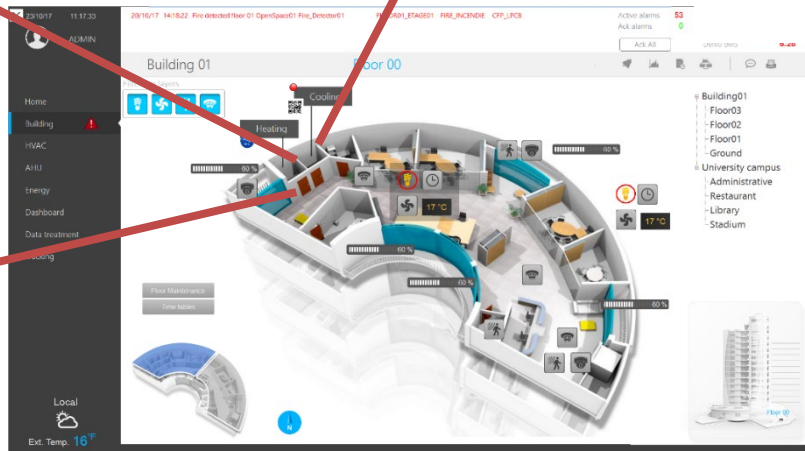 23/10/17 11:17:33
20/10/17 14:18:22 Fire detected floor 01 OpenSpace01 Fire_Detector01 FLOOR01_ETAGE01 FIRE_INCENDIE CFP_LPCB
Active alarms 53
Ack alarms 0
Ack All
ADMIN
Building 01
Floor 00
Home
Building
HVAC
AHU
Energy
Dashboard
Data treatment
Cooling
Heating
60 %
60 %
17 °C
17 °C
60 %
60 %
60 %
Floor Maintenance
Time tables
N
Building01
Floor03
Floor02
Floor01
Ground
University campus
Administrative
Restaurant
Library
Stadium
Floor 00
Local
Ext. Temp. 16°F